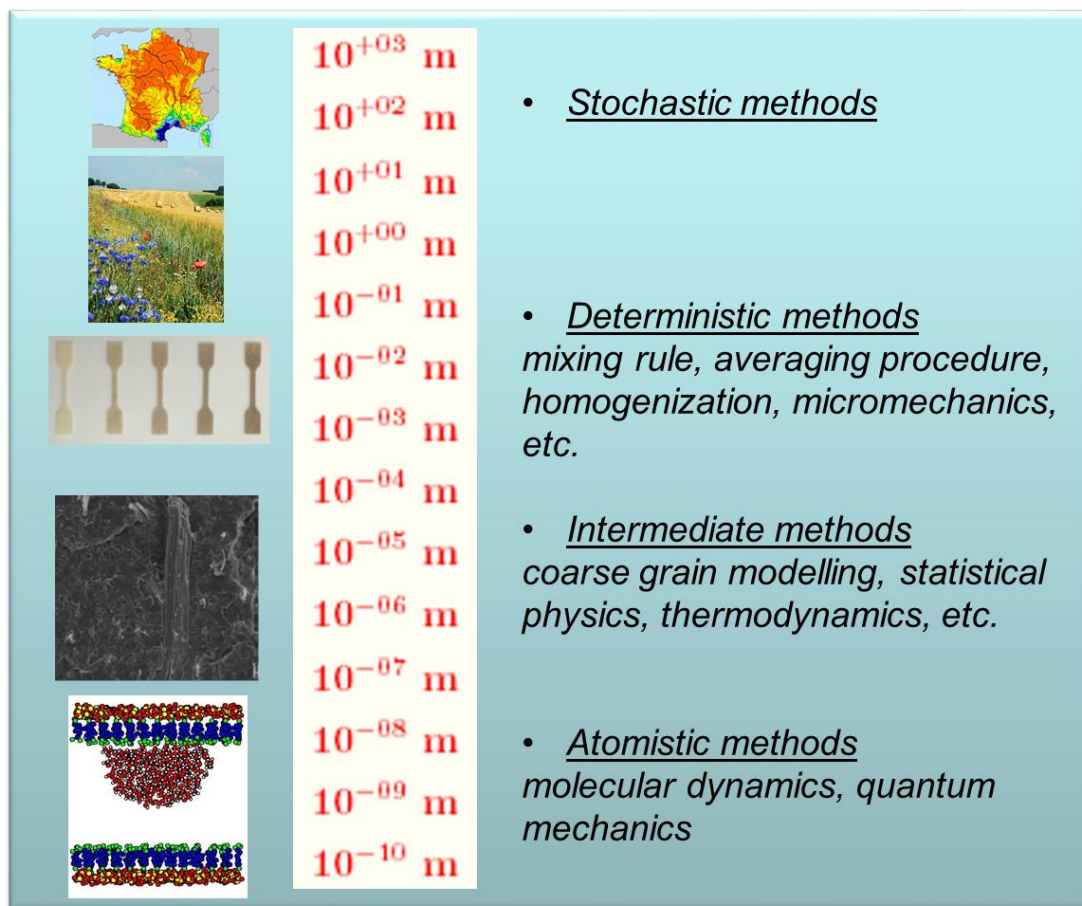 10⁺⁰³ m
10⁺⁰² m
10⁺⁰¹ m
10⁺⁰⁰ m
10⁻⁰¹ m
10⁻⁰² m
10⁻⁰³ m
10⁻⁰⁴ m
10⁻⁰⁵ m
10⁻⁰⁶ m
10⁻⁰⁷ m
10⁻⁰⁸ m
10⁻⁰⁹ m
10⁻¹⁰ m
• Stochastic methods
• Deterministic methods
mixing rule, averaging procedure,
homogenization, micromechanics,
etc.
• Intermediate methods
coarse grain modelling, statistical
physics, thermodynamics, etc.
• Atomistic methods
molecular dynamics, quantum
mechanics